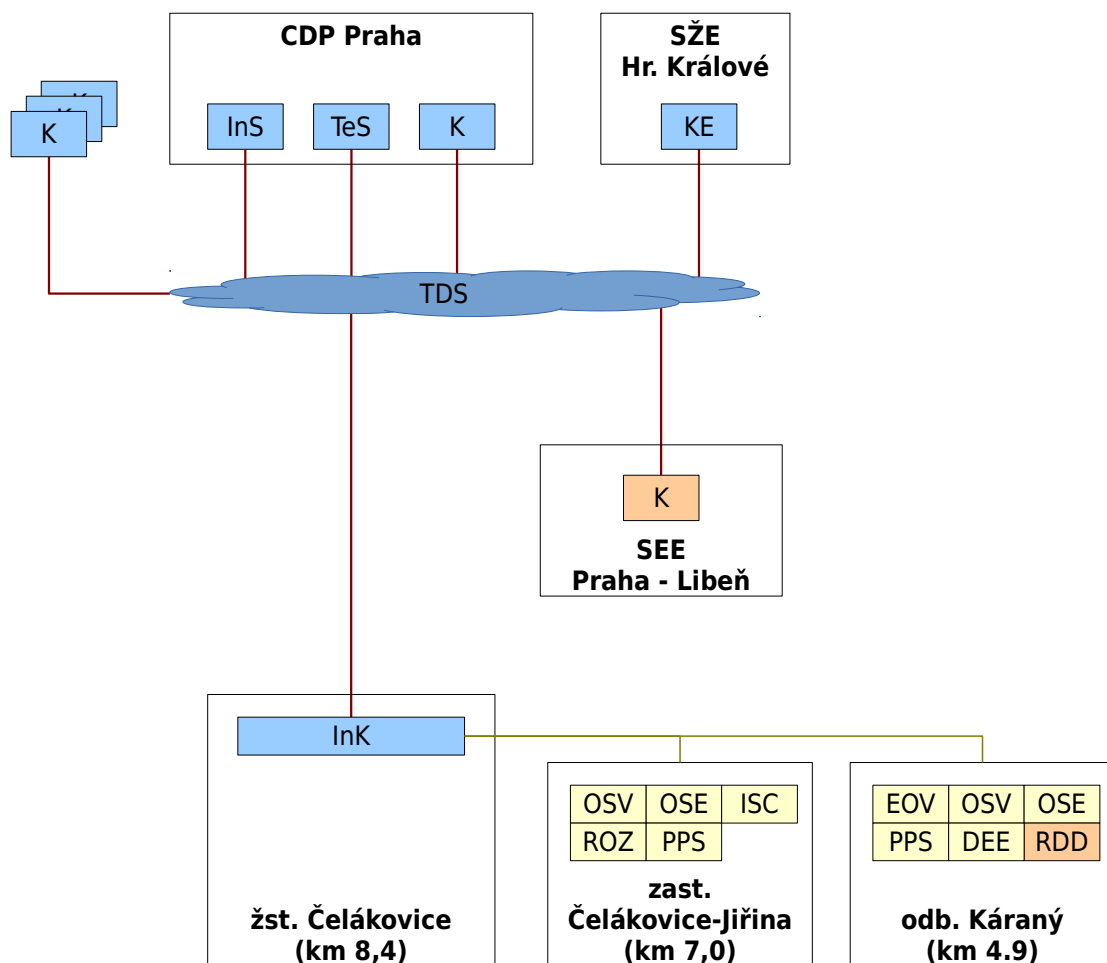 CDP Praha
SŽE
Hr. Králové
K
K
K
InS
TeS
K
KE
TDS
K
SEE
Praha - Libeň
InK
OSV OSE ISC
ROZ PPS
EOV OSV OSE
PPS DEE RDD
žst. Čelákovice
(km 8,4)
zast.
Čelákovice-Jiřina
(km 7,0)
odb. Káraný
(km 4.9)